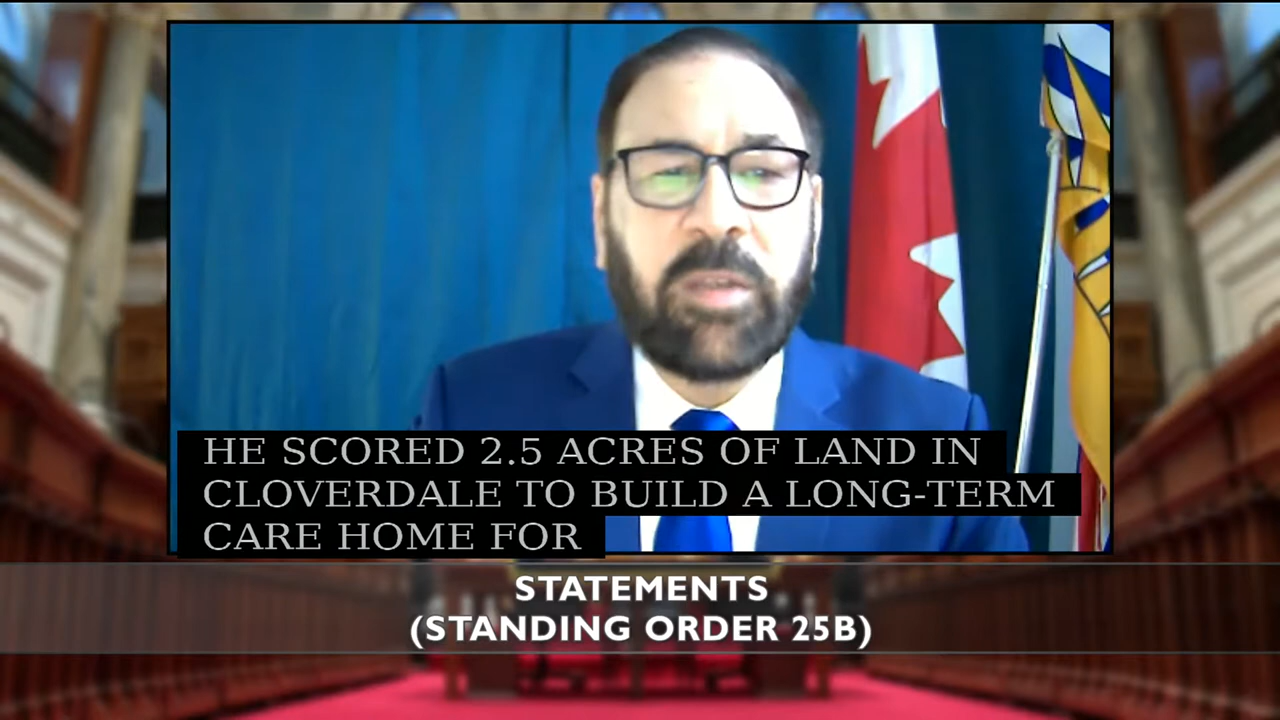 HE SCORED 2.5 ACRES OF LAND IN
CLOVERDALE TO BUILD A LONG-TERM
CARE HOME FOR
STATEMENTS
(STANDING ORDER 25B)